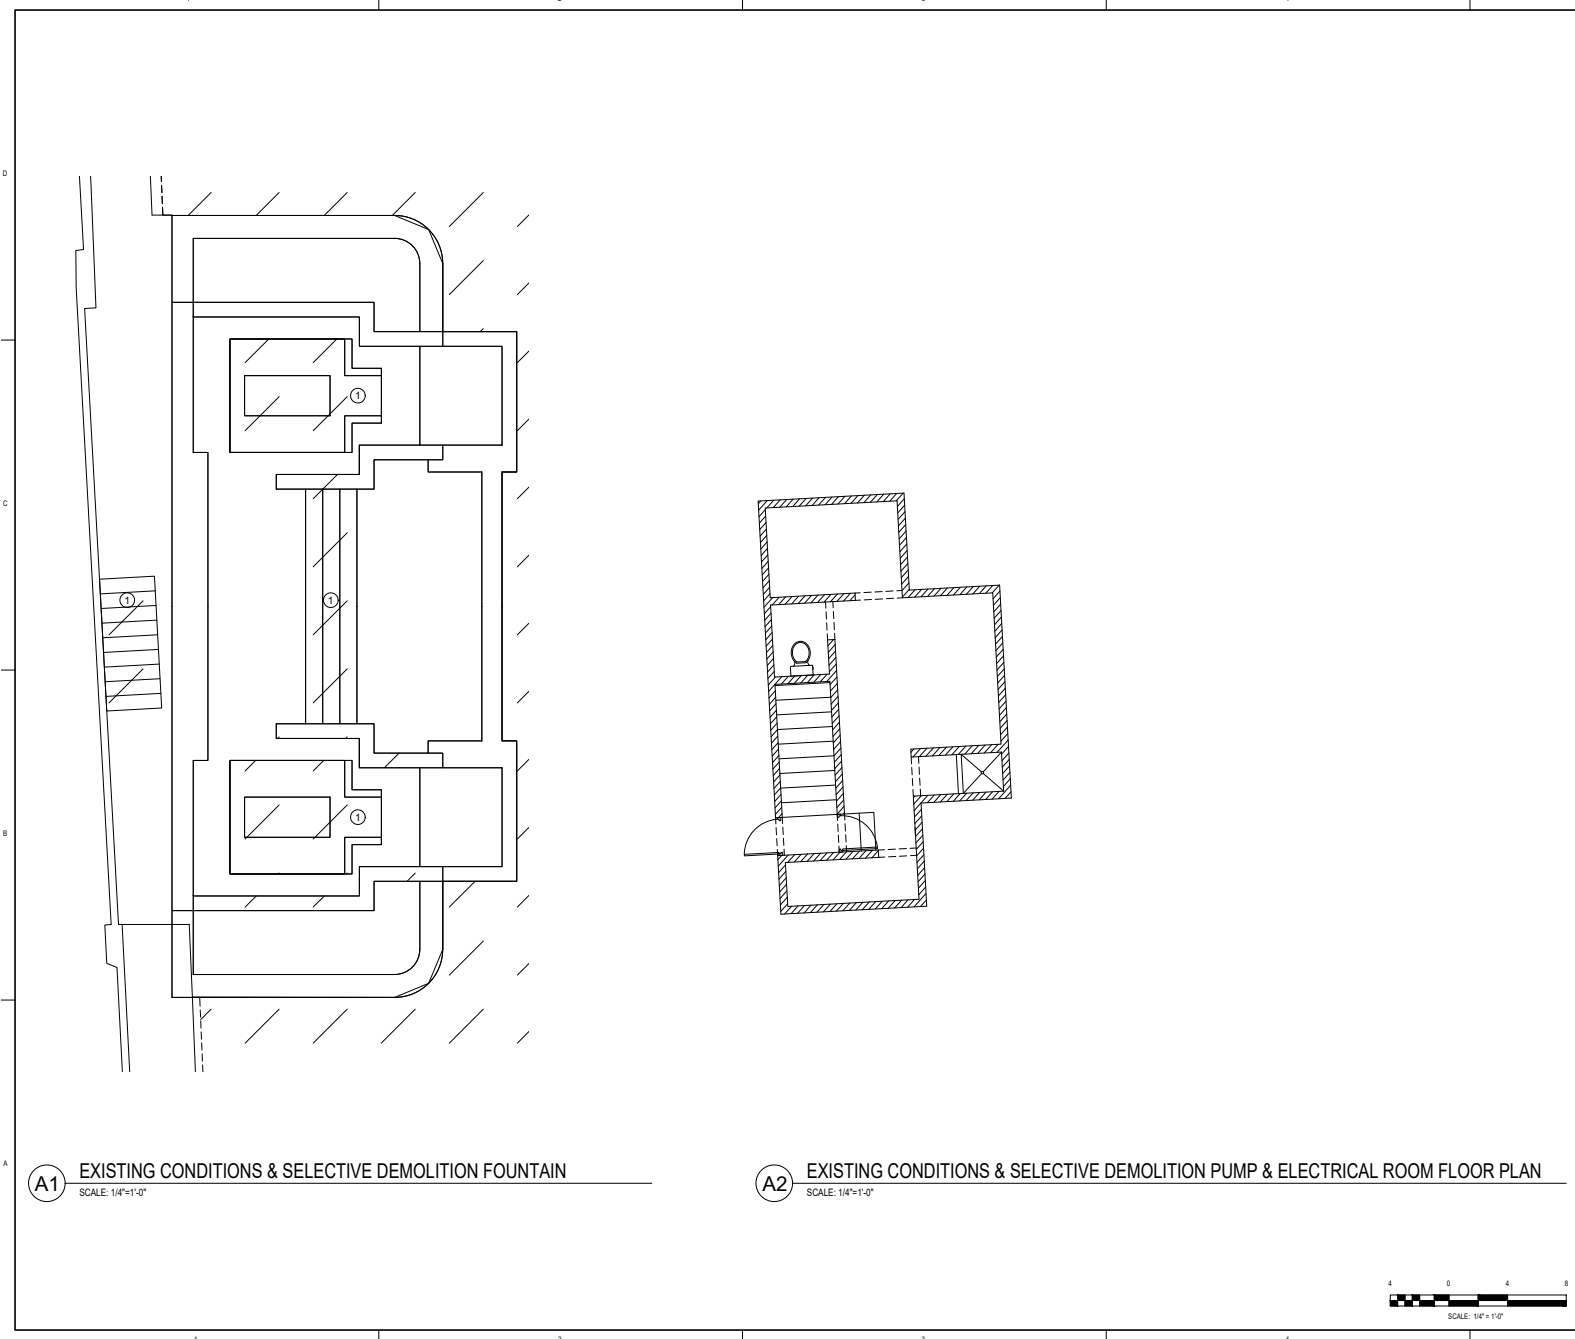 D
C
B
A
1
1
1
1
A1 EXISTING CONDITIONS & SELECTIVE DEMOLITION FOUNTAIN
SCALE: 1/4"=1'-0"
A2 EXISTING CONDITIONS & SELECTIVE DEMOLITION PUMP & ELECTRICAL ROOM FLOOR PLAN
SCALE: 1/4"=1'-0"
4 0 4 8
SCALE: 1/4" = 1'-0"